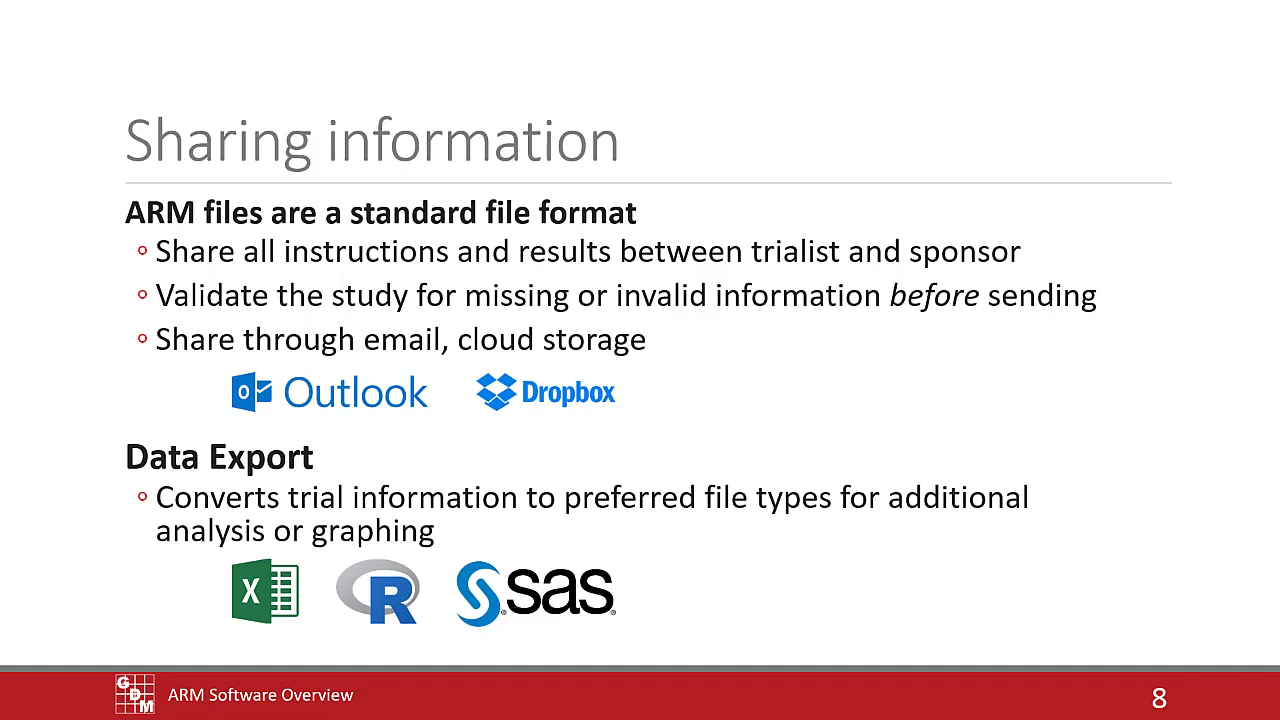 Sharing information
ARM files are a standard file format
◦ Share all instructions and results between trialist and sponsor
◦ Validate the study for missing or invalid information before sending
◦ Share through email, cloud storage
Outlook Dropbox
Data Export
◦ Converts trial information to preferred file types for additional
analysis or graphing
X R sas
GDM ARM Software Overview 8